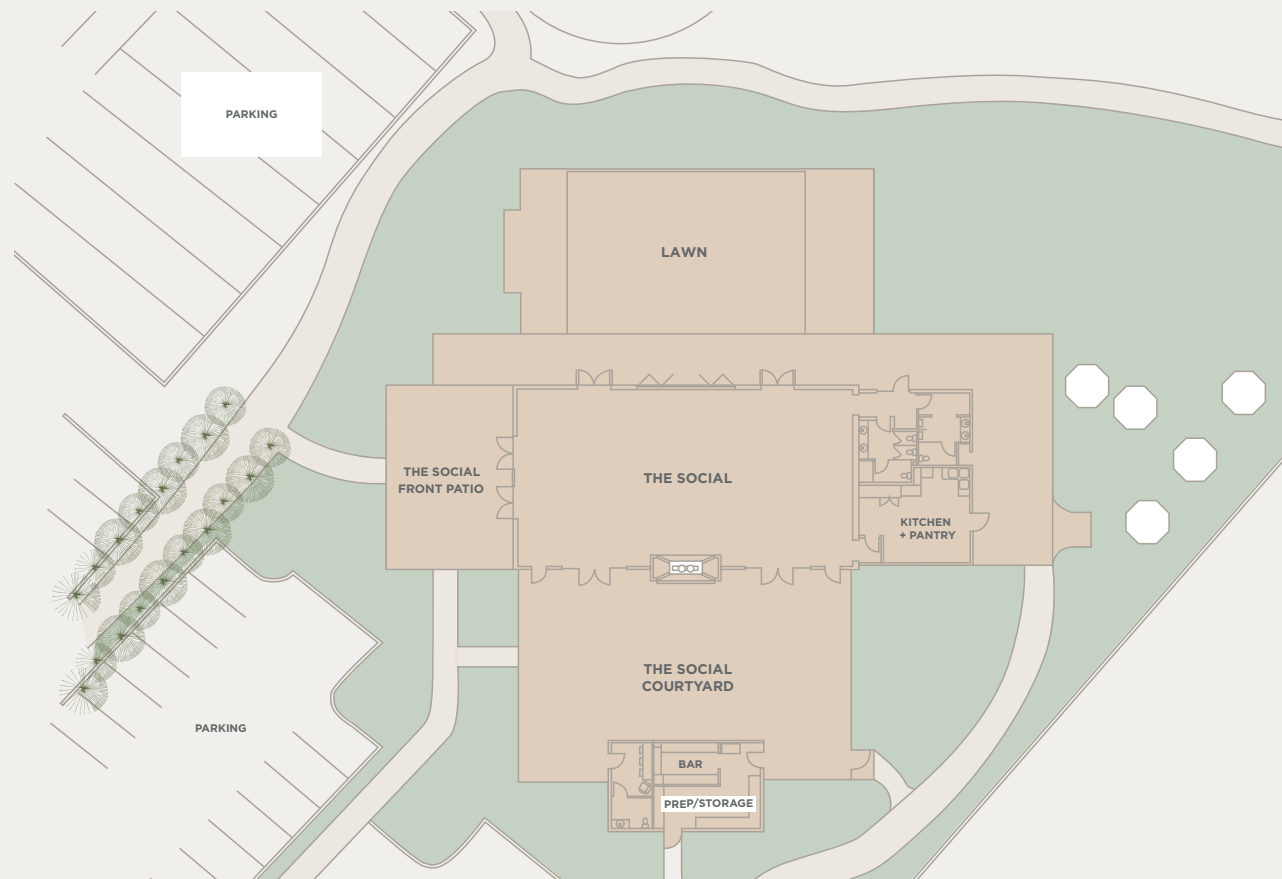 PARKING
LAWN
THE SOCIAL
FRONT PATIO
THE SOCIAL
KITCHEN
+ PANTRY
THE SOCIAL
COURTYARD
PARKING
BAR
PREP/STORAGE